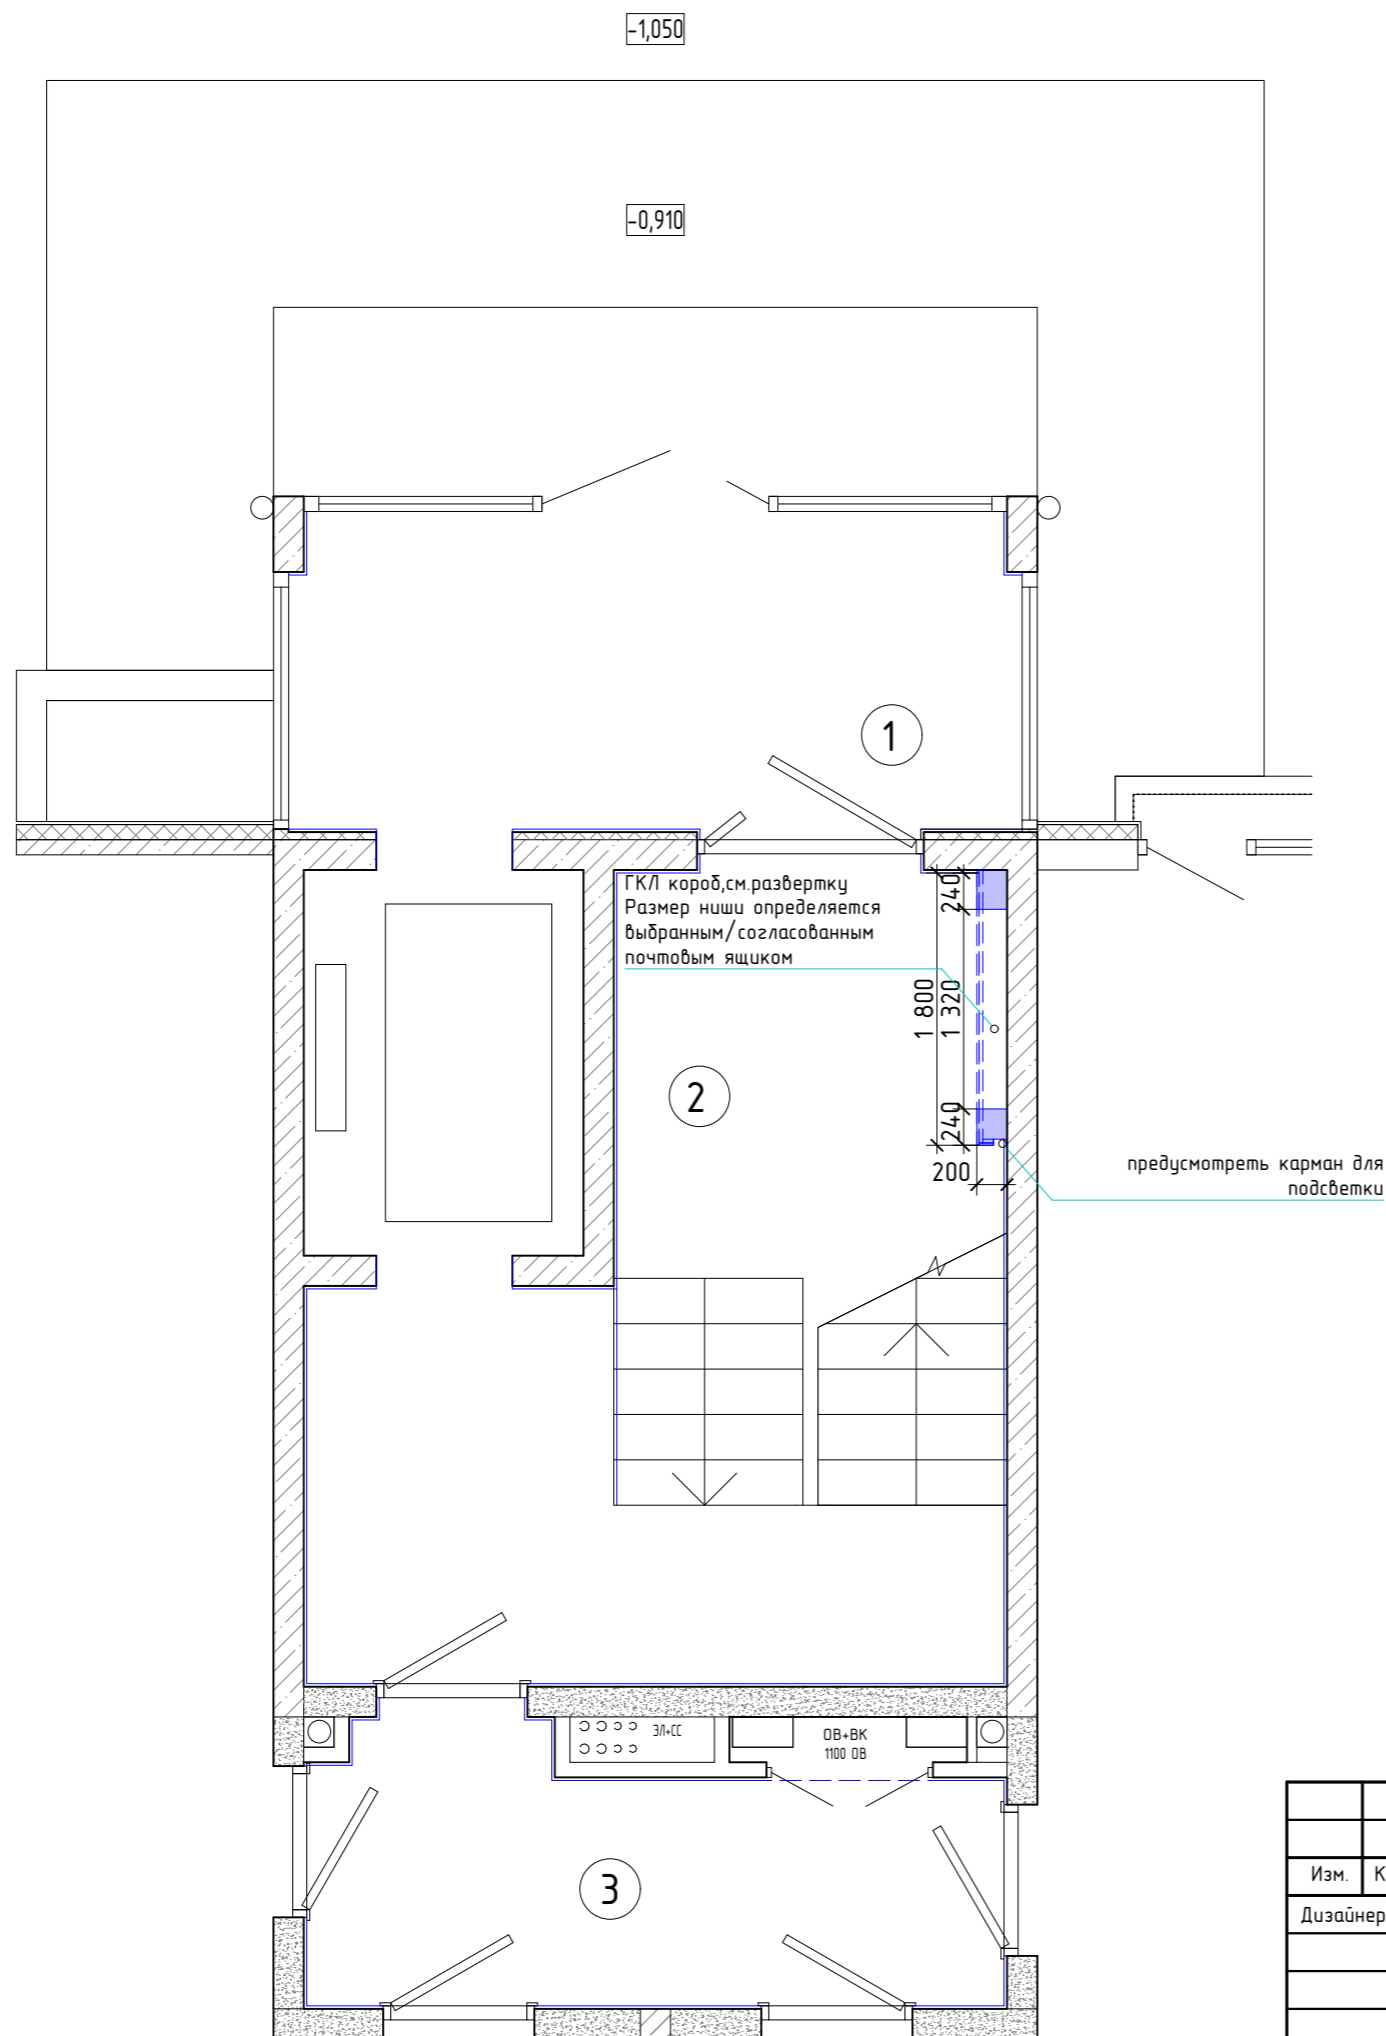 -1,050
-0,910
1
ГКЛ короб,см.развертку
Размер ниши определяется
выбранным/согласованным
почтовым ящиком
240
1 800
1 320
2
240
200
предусмотреть карман для
подсветки
ЭЛ+СС
ОВ+ВК
1100 ОВ
3
Изм.
К
Дизайнер